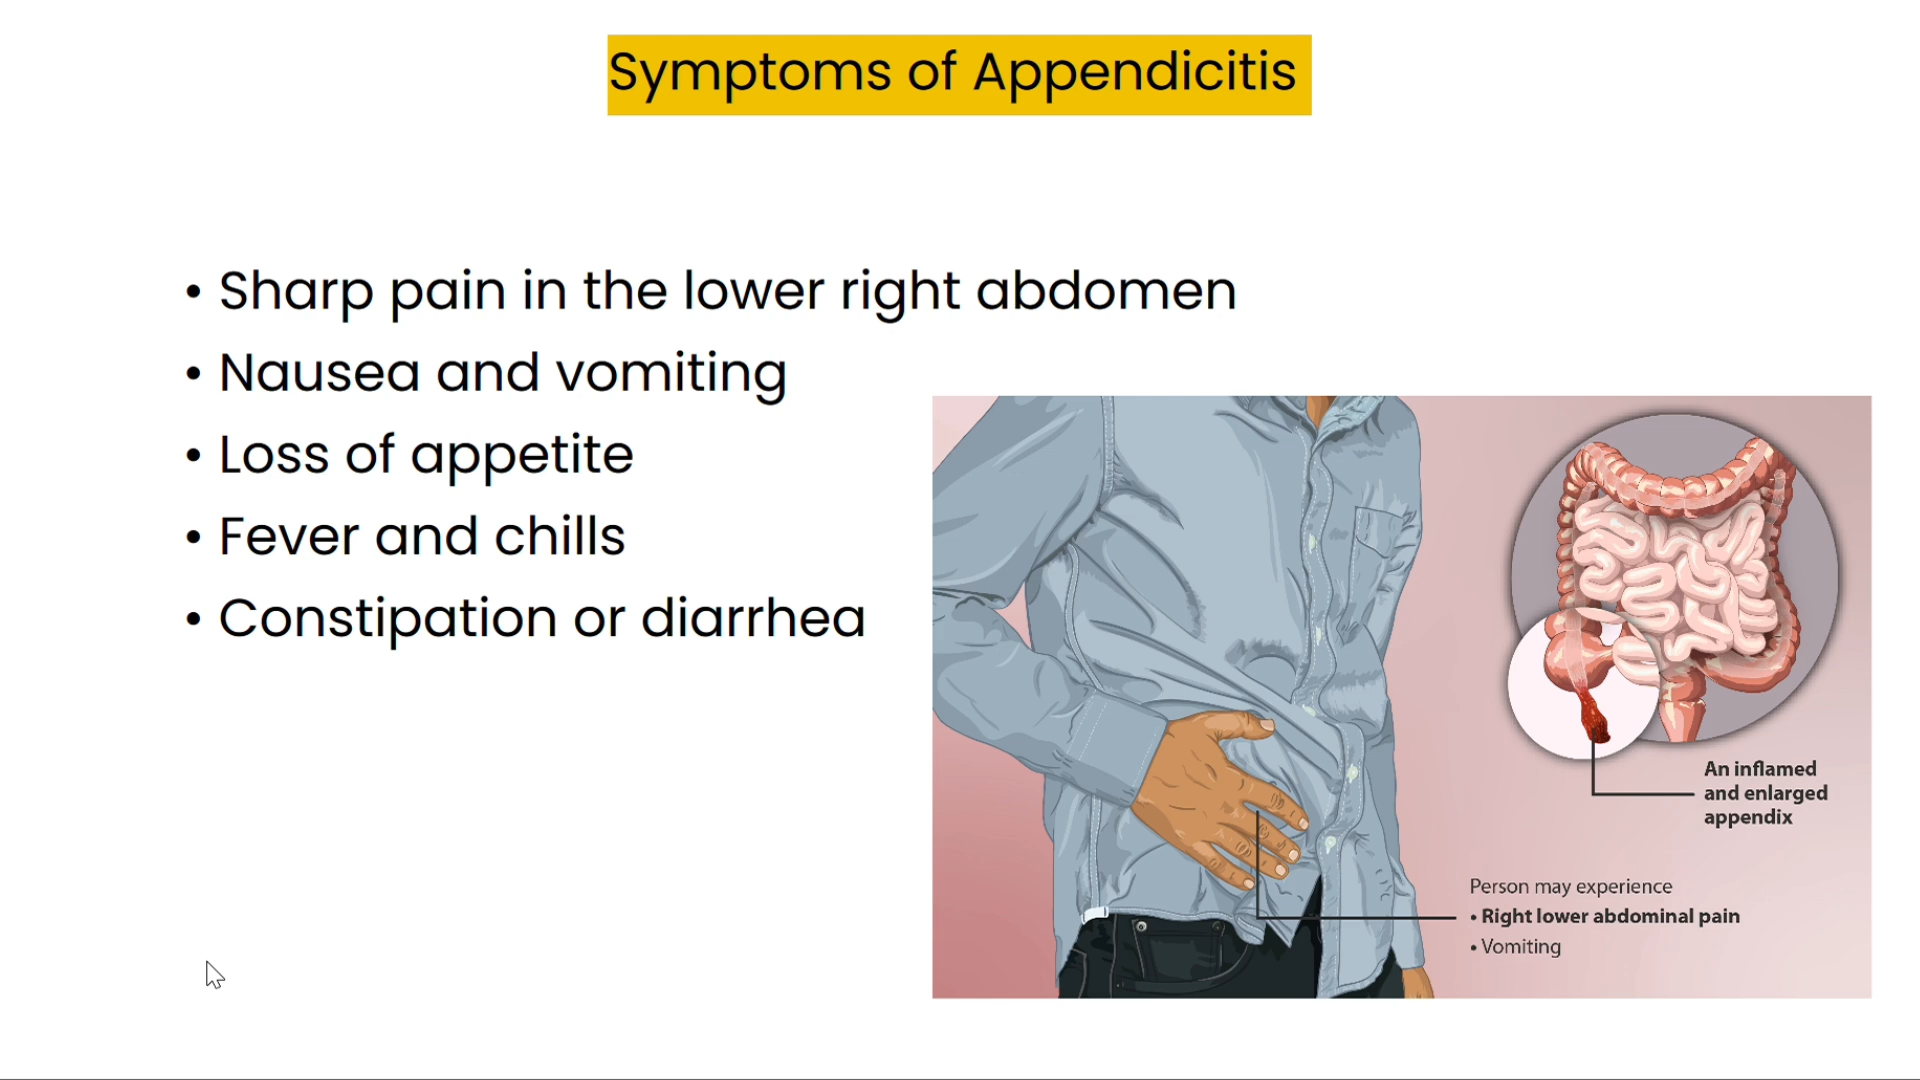 Symptoms of Appendicitis
• Sharp pain in the lower right abdomen
• Nausea and vomiting
• Loss of appetite
• Fever and chills
• Constipation or diarrhea
An inflamed
and enlarged
appendix
Person may experience
• Right lower abdominal pain
• Vomiting